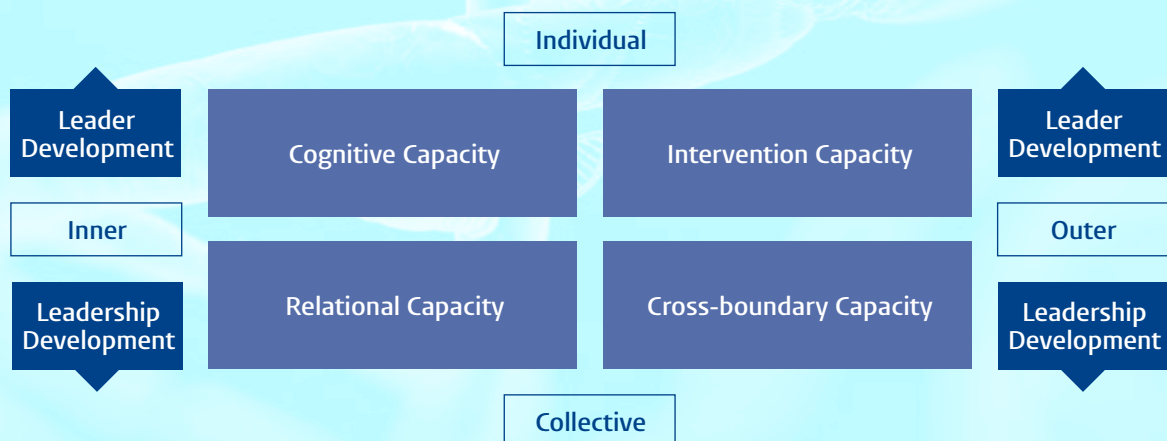 Individual
Leader
Development
Cognitive Capacity
Intervention Capacity
Leader
Development
Inner
Outer
Leadership
Development
Relational Capacity
Cross-boundary Capacity
Leadership
Development
Collective